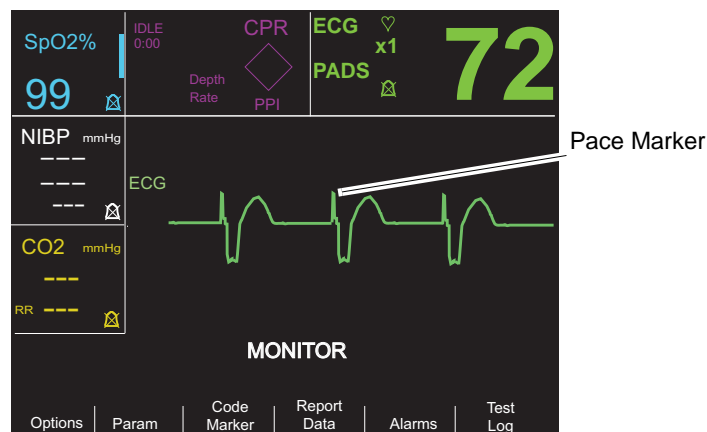 SpO2%
99
IDLE
0:00
CPR
Depth
Rate
PPI
ECG
x1
PADS
72
NIBP mmHg
---
---
---
ECG
Pace Marker
CO2 mmHg
---
RR ---
MONITOR
Options
Param
Code
Marker
Report
Data
Alarms
Test
Log